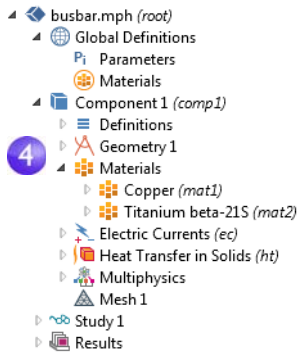 busbar.mph (root)
Global Definitions
Pi Parameters
Materials
Component 1 (comp1)
Definitions
Geometry 1
4
Materials
Copper (mat1)
Titanium beta-21S (mat2)
Electric Currents (ec)
Heat Transfer in Solids (ht)
Multiphysics
Mesh 1
Study 1
Results